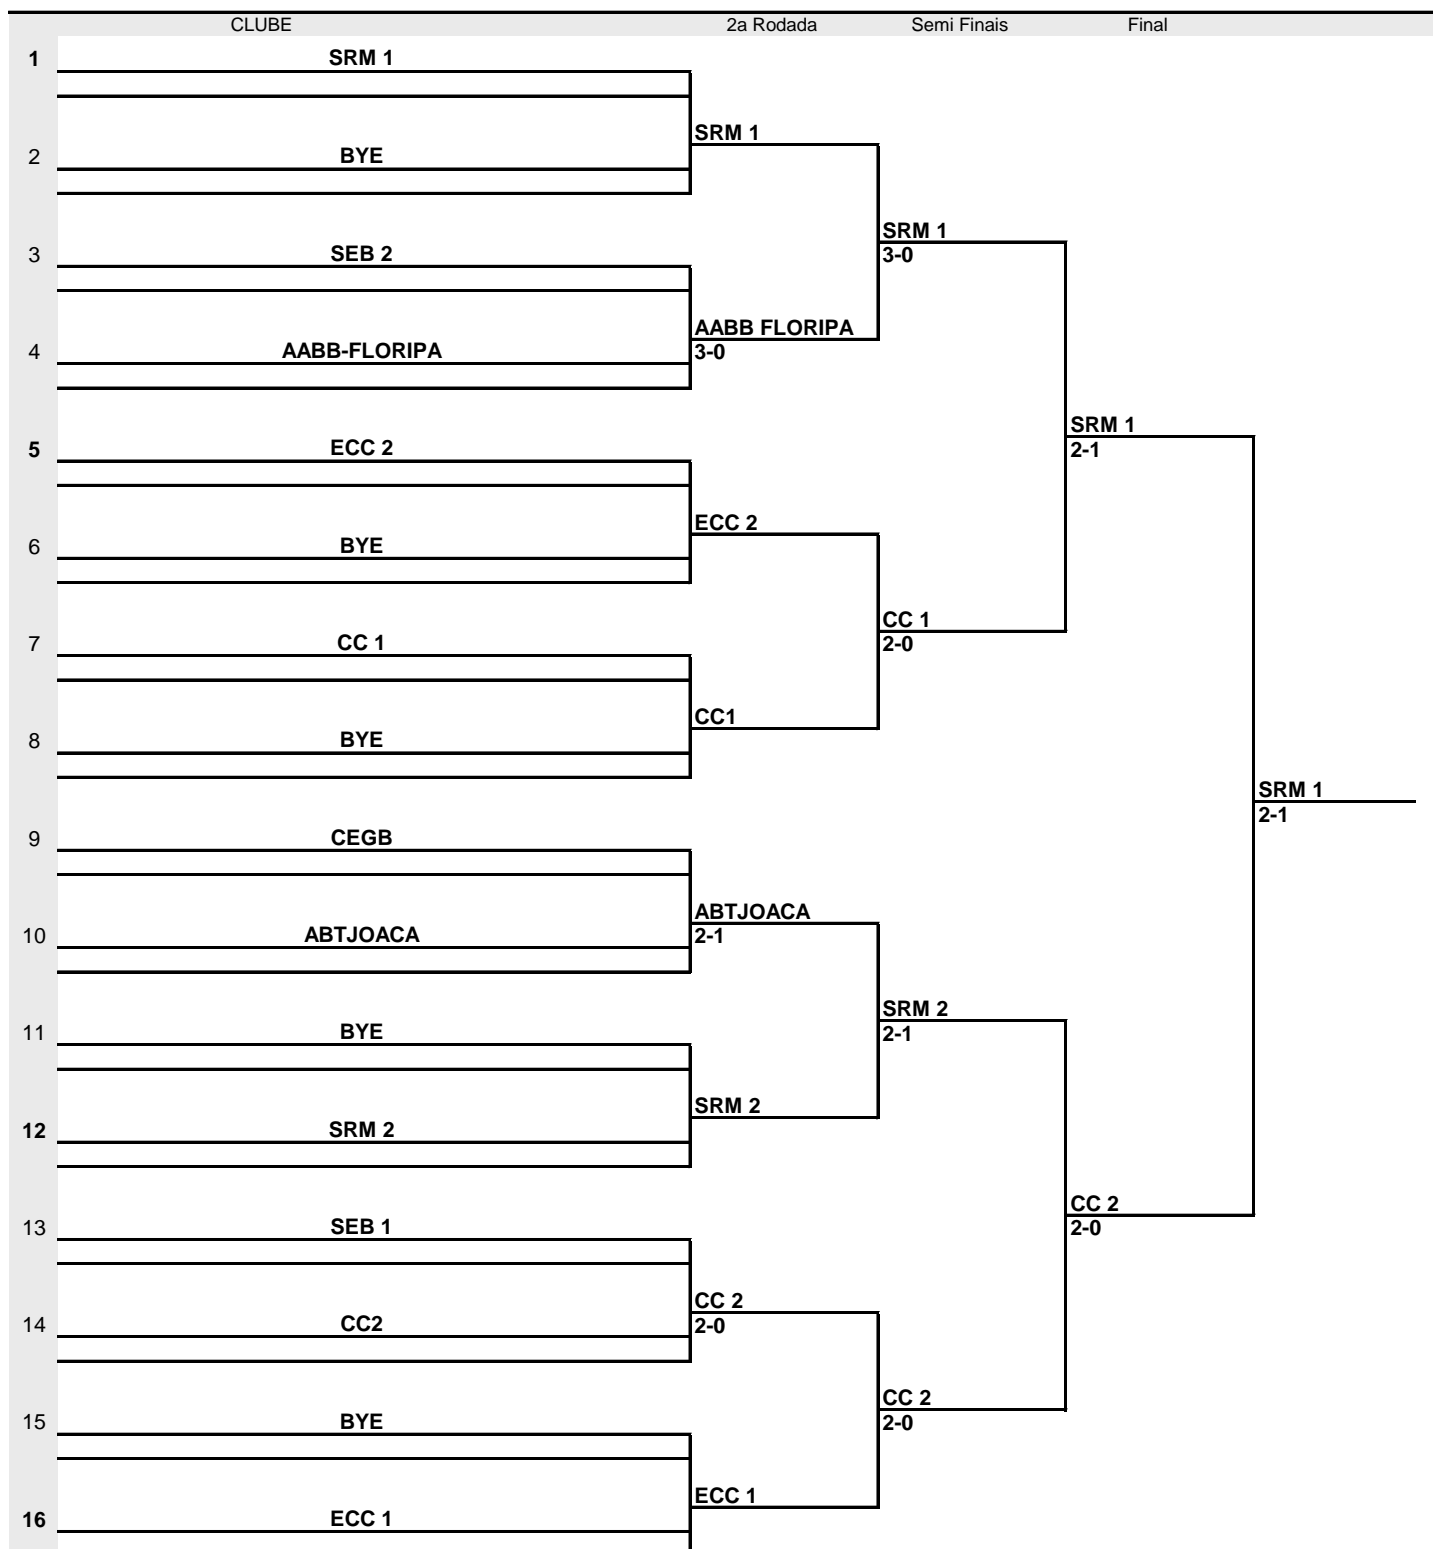 CLUBE 2a Rodada Semi Finais Final
1 SRM 1
SRM 1
2 BYE
SRM 1
3 SEB 2 3-0
AABB FLORIPA
4 AABB-FLORIPA 3-0
SRM 1
5 ECC 2 2-1
ECC 2
6 BYE
CC 1
7 CC 1 2-0
CC1
8 BYE
SRM 1
2-1
9 CEGB
ABTJOACA
10 ABTJOACA 2-1
SRM 2
11 BYE 2-1
SRM 2
12 SRM 2
CC 2
13 SEB 1 2-0
CC 2
14 CC2 2-0
CC 2
15 BYE 2-0
ECC 1
16 ECC 1